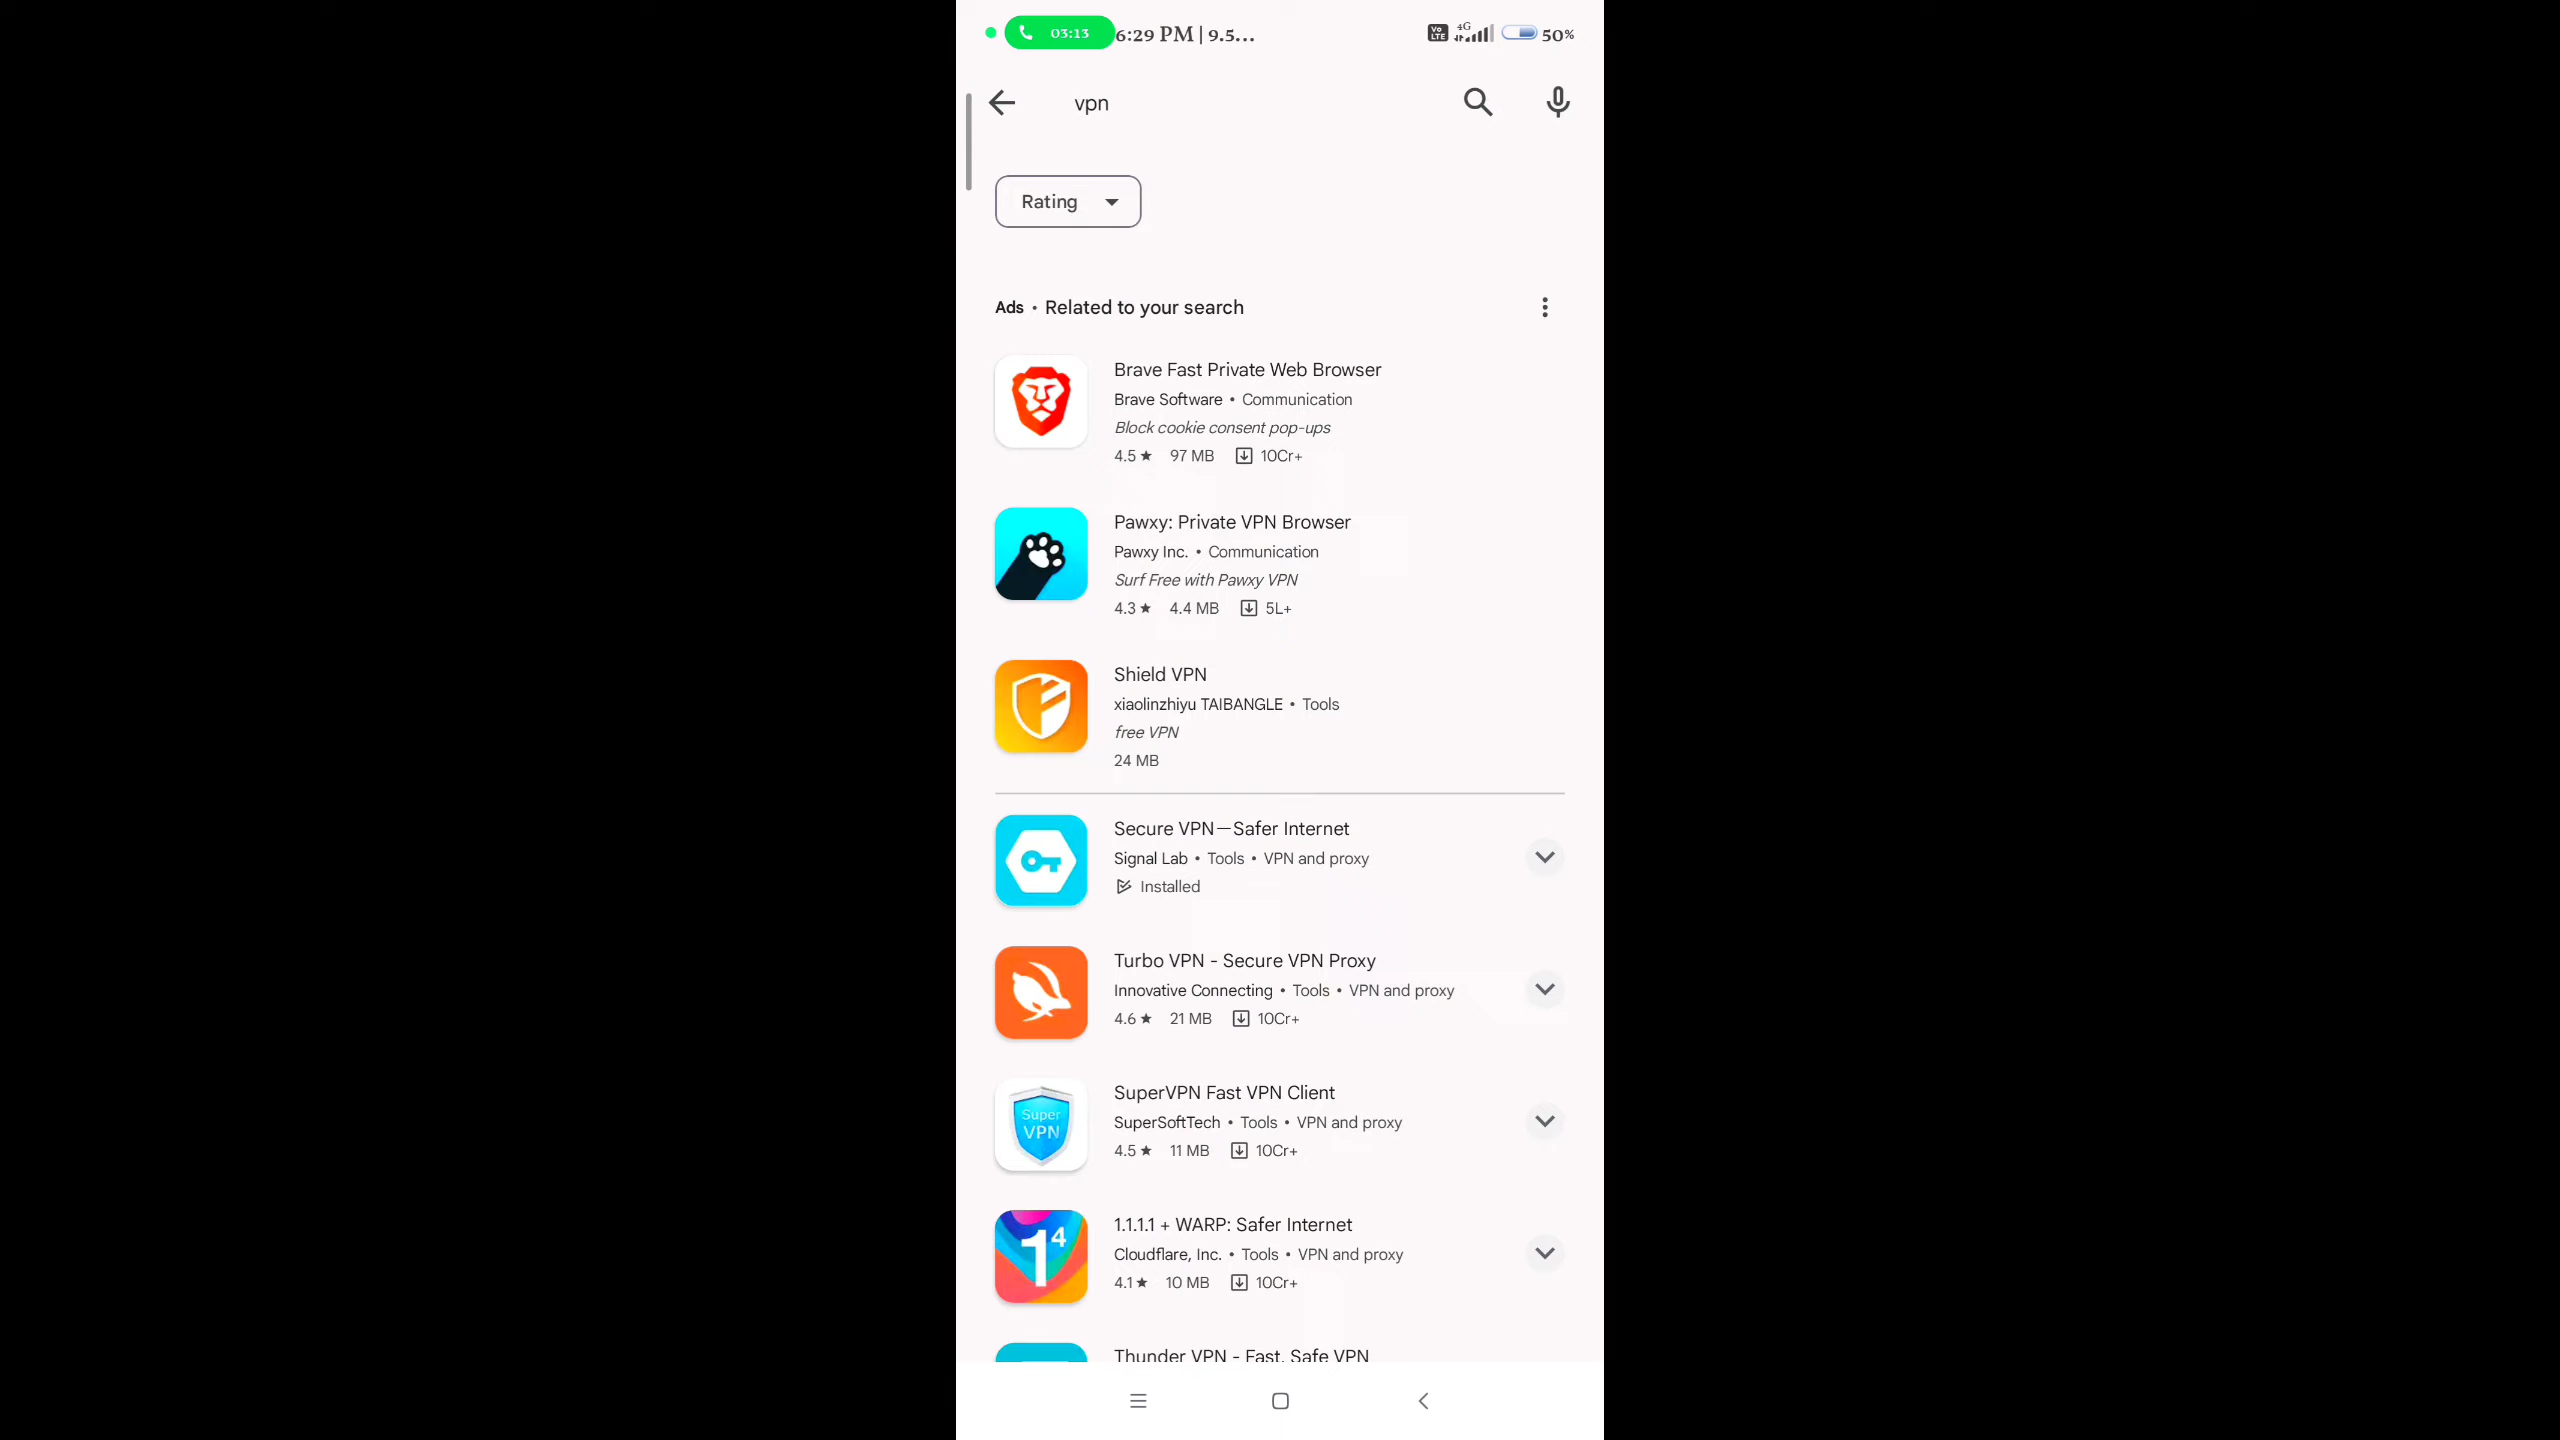 03:13 6:29 PM | 9.5... Vo LTE 4G 50%
vpn
Rating
Ads • Related to your search
Brave Fast Private Web Browser
Brave Software • Communication
Block cookie consent pop-ups
4.5 ★ 97 MB 10Cr+
Pawxy: Private VPN Browser
Pawxy Inc. • Communication
Surf Free with Pawxy VPN
4.3 ★ 4.4 MB 5L+
Shield VPN
xiaolinzhiyu TAIBANGLE • Tools
free VPN
24 MB
Secure VPN—Safer Internet
Signal Lab • Tools • VPN and proxy
Installed
Turbo VPN - Secure VPN Proxy
Innovative Connecting • Tools • VPN and proxy
4.6 ★ 21 MB 10Cr+
Super
VPN
SuperVPN Fast VPN Client
SuperSoftTech • Tools • VPN and proxy
4.5 ★ 11 MB 10Cr+
1⁴
1.1.1.1 + WARP: Safer Internet
Cloudflare, Inc. • Tools • VPN and proxy
4.1 ★ 10 MB 10Cr+
Thunder VPN - Fast, Safe VPN